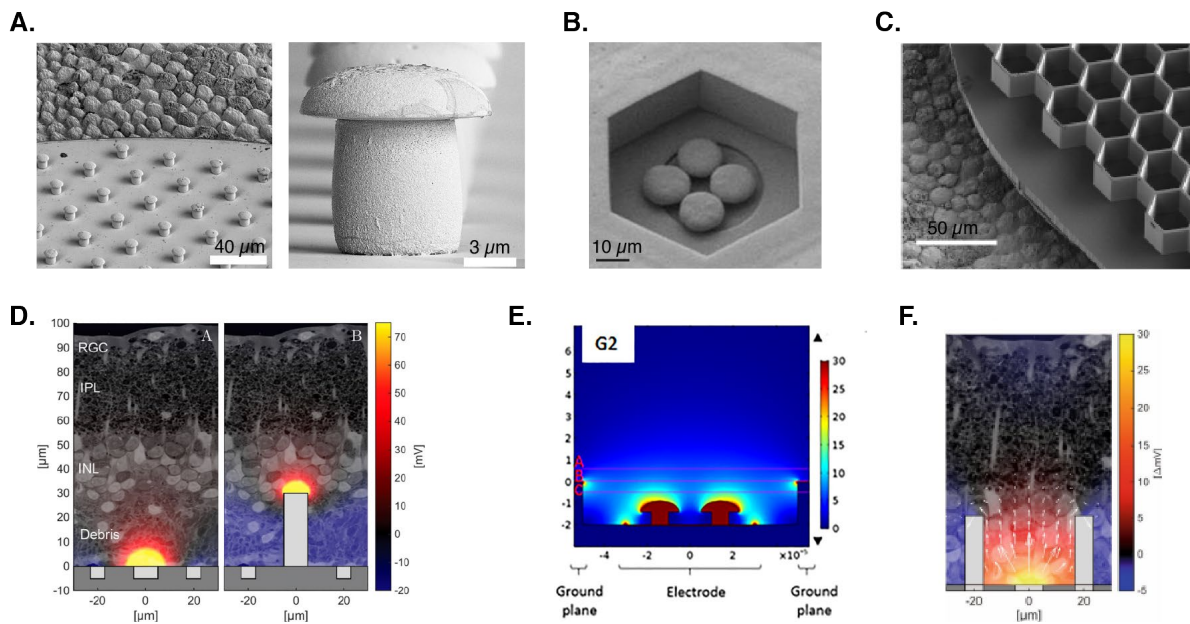 A.
B.
C.
40 µm
3 µm
10 µm
50 µm
D.
E.
F.
100
90
80
70
60
50
40
30
20
10
0
-10
[µm]
A
RGC
IPL
INL
Debris
-20
0
20
[µm]
B
-20
0
20
[µm]
70
60
50
40
30
20
10
0
-10
-20
[mV]
G2
6
5
4
3
2
1
0
-1
-2
A
B
C
-4
-2
0
2
×10⁻⁵
30
25
20
15
10
5
0
Ground
plane
Electrode
Ground
plane
-20
0
20
[µm]
30
25
20
15
10
5
0
-5
[ΔmV]